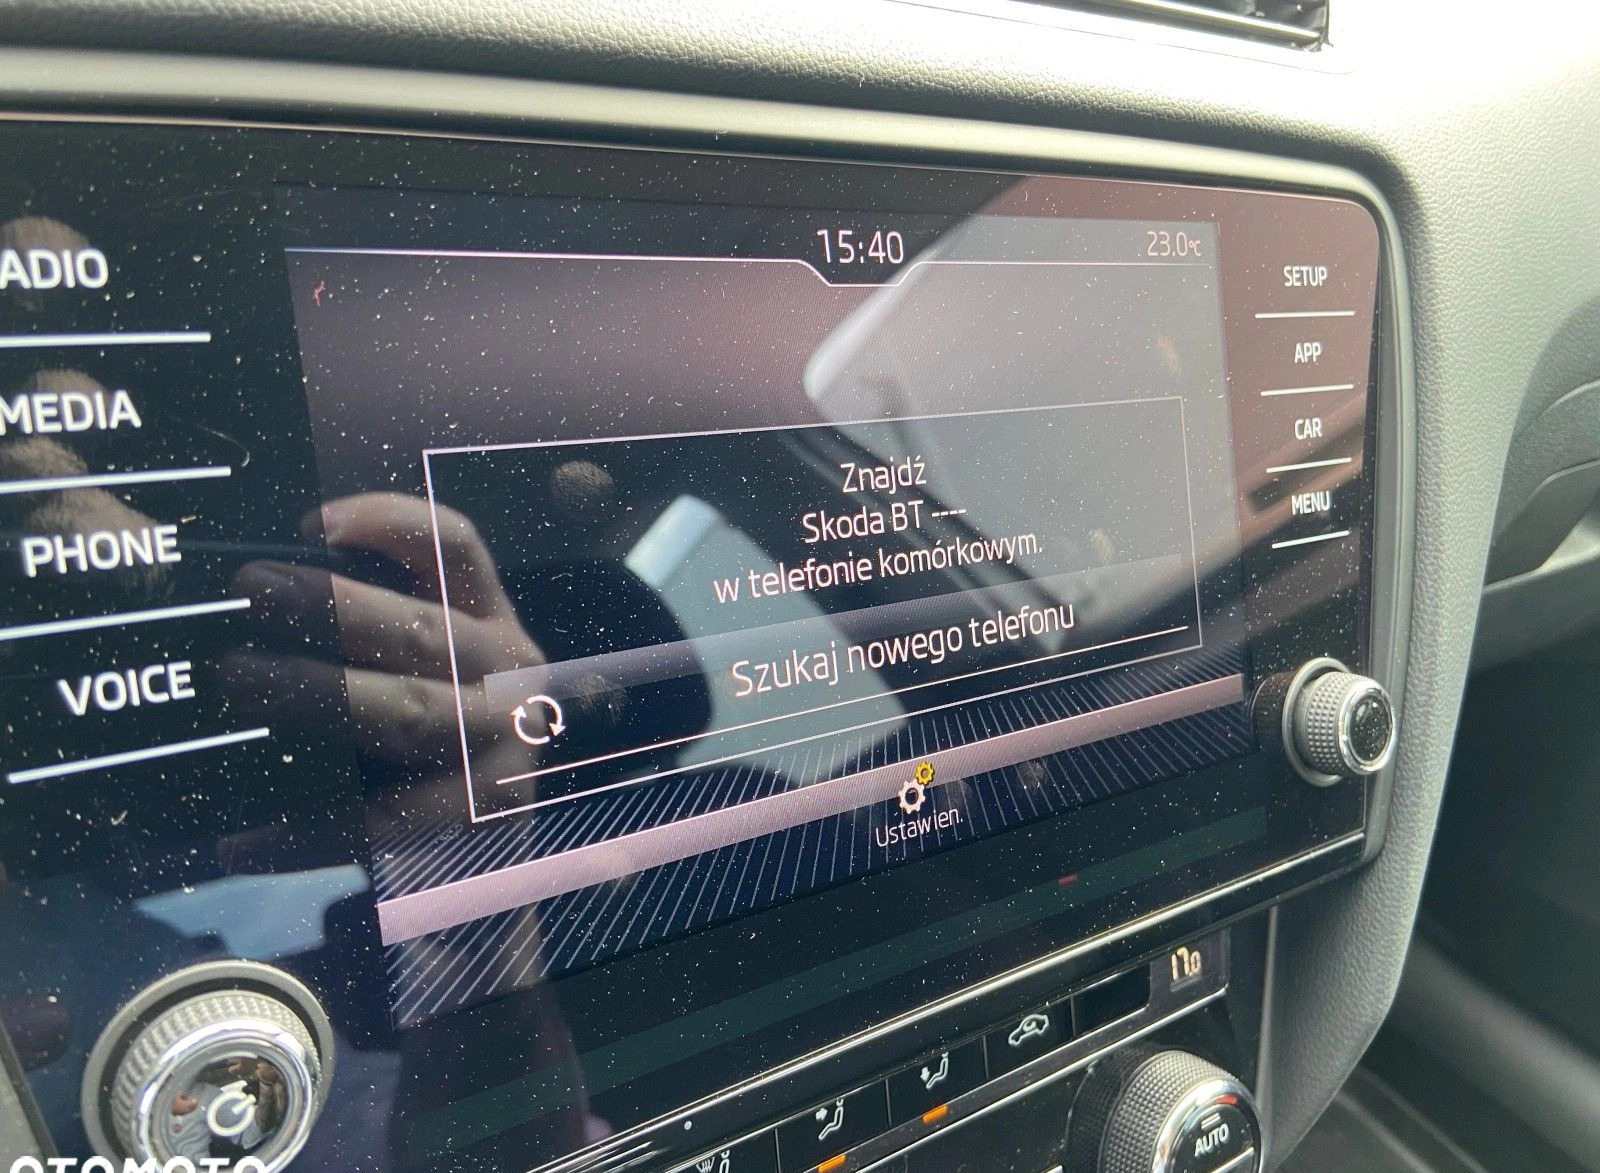 15:40
23.0°C
RADIO
MEDIA
PHONE
VOICE
SETUP
APP
CAR
MENU
Znajdź
Skoda BT ----
w telefonie komórkowym.
Szukaj nowego telefonu
Ustawien.
17.0
AUTO
OTOMOTO